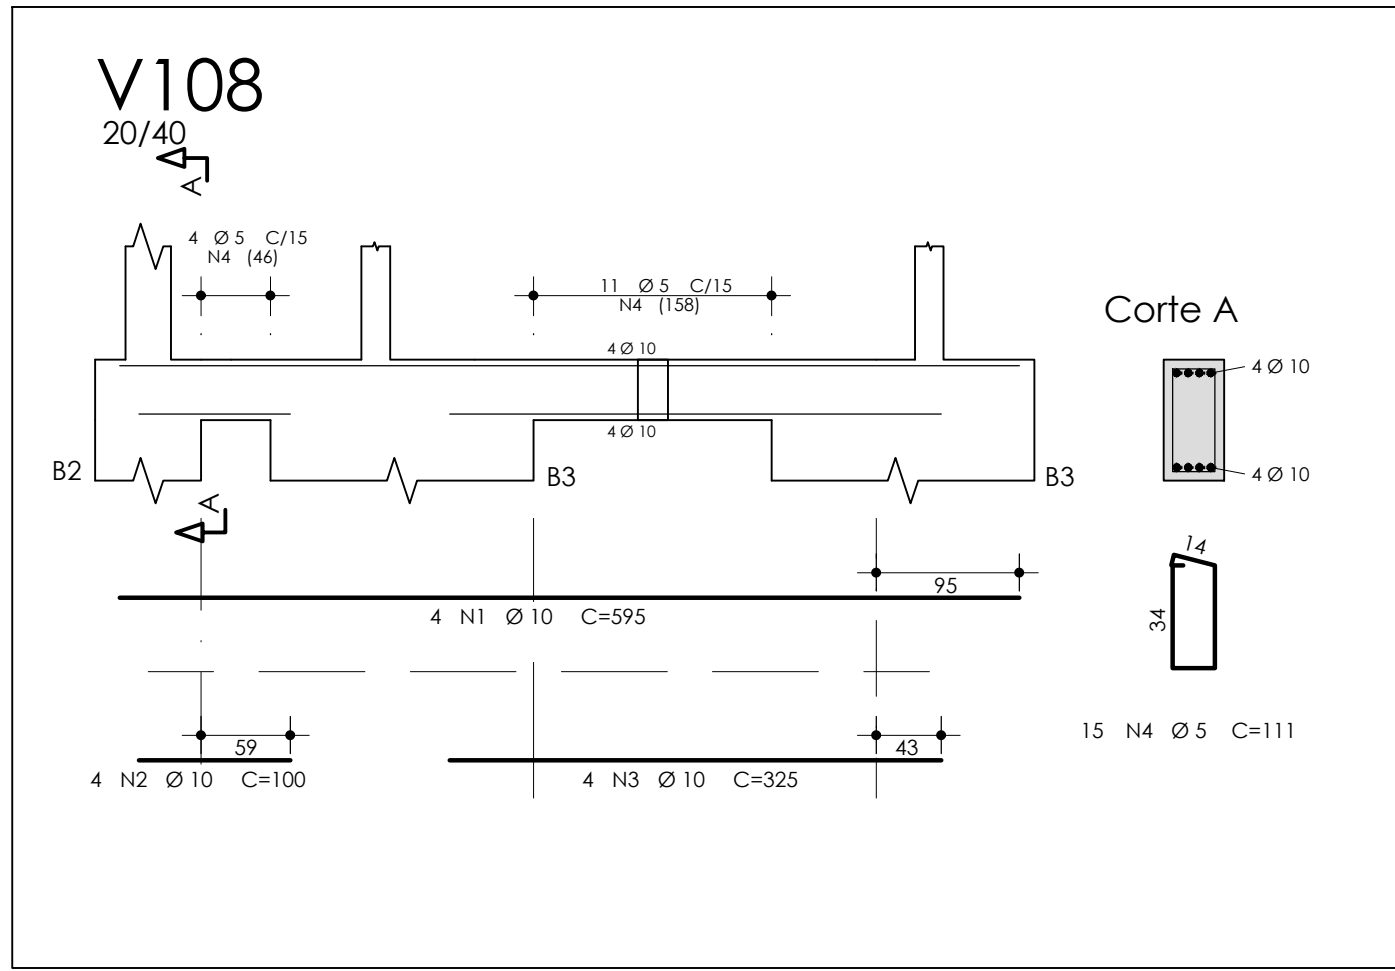 V108
20/40
A
4 Ø 5 C/15
N4 (46)
11 Ø 5 C/15
N4 (158)
Corte A
4 Ø 10
4 Ø 10
4 Ø 10
4 Ø 10
B2
B3
B3
A
14
95
4 N1 Ø 10 C=595
34
15 N4 Ø 5 C=111
59
43
4 N2 Ø 10 C=100
4 N3 Ø 10 C=325